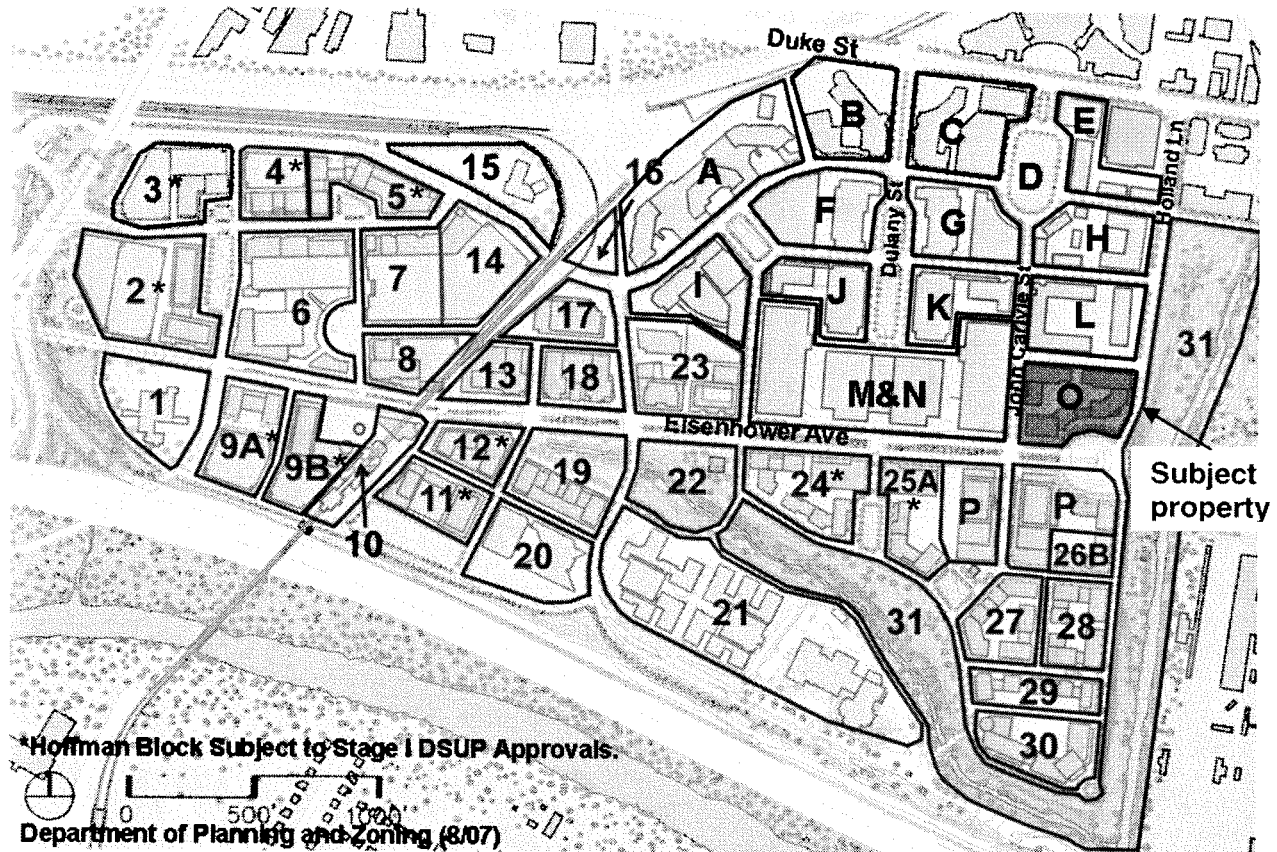 Duke St
B
C
E
Holland Ln
3*
4*
5*
15
16
A
D
F
Dulany St
G
H
2*
6
7
14
17
I
J
K
John Carlyle St
L
31
8
13
18
23
M&N
O
1
9A*
9B*
12*
Eisenhower Ave
Subject
property
19
22
24*
25A
*
P
P
11*
10
20
26B
21
31
27
28
29
30
*Hoffman Block Subject to Stage I DSUP Approvals.
0 500' 1000'
Department of Planning and Zoning (8/07)